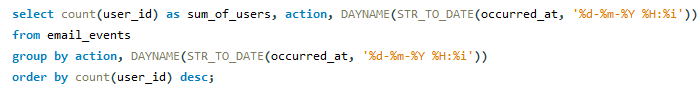 select count(user_id) as sum_of_users, action, DAYNAME(STR_TO_DATE(occurred_at, '%d-%m-%Y %H:%i'))
from email_events
group by action, DAYNAME(STR_TO_DATE(occurred_at, '%d-%m-%Y %H:%i'))
order by count(user_id) desc;